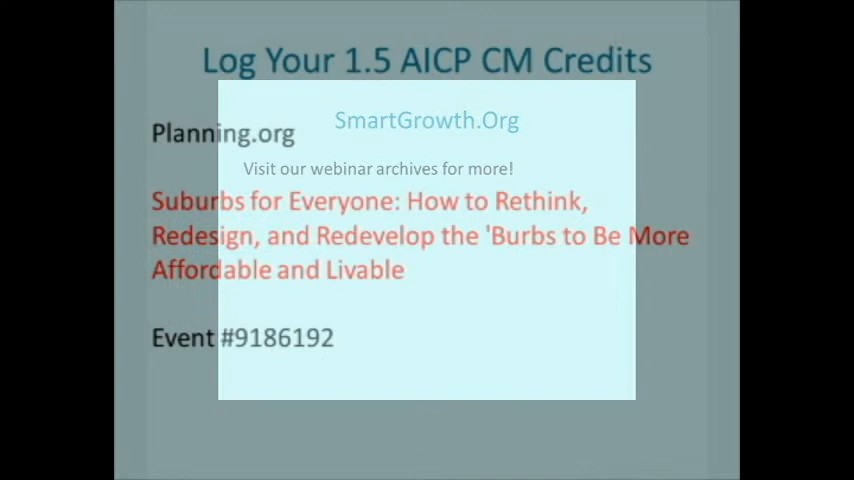 Log Your 1.5 AICP CM Credits
SmartGrowth.Org
Planning.org
Visit our webinar archives for more!
Suburbs for Everyone: How to Rethink,
Redesign, and Redevelop the 'Burbs to Be More
Affordable and Livable
Event #9186192